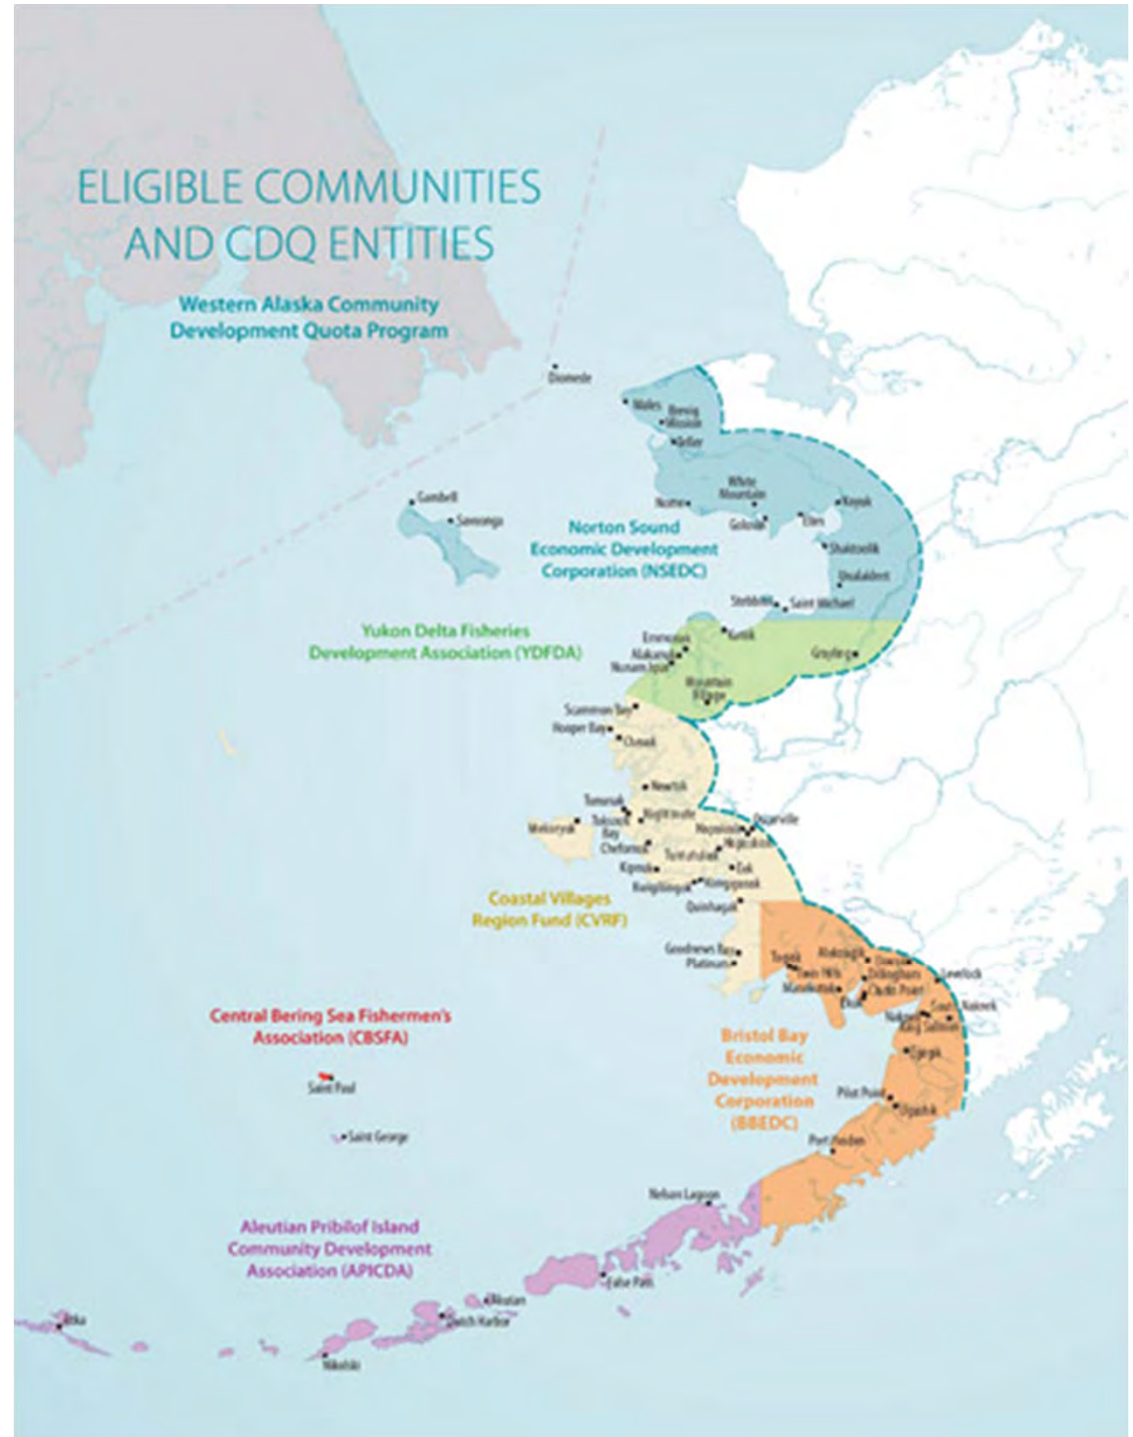 ELIGIBLE COMMUNITIES
AND CDQ ENTITIES
Western Alaska Community
Development Quota Program
Diomede
Wales
Brevig
Mission
Teller
Gambell
Savoonga
White
Mountain
Nome
Golovin
Elim
Koyuk
Norton Sound
Economic Development
Corporation (NSEDC)
Shaktoolik
Unalakleet
Stebbins
Saint Michael
Yukon Delta Fisheries
Development Association (YDFDA)
Emmonak
Kotlik
Alakanuk
Nunam Iqua
Grayling
Mountain
Village
Scammon Bay
Hooper Bay
Chevak
Newtok
Tununak
Mekoryuk
Toksook
Bay
Nightmute
Napaskiak
Oscarville
Chefornak
Tuntutuliak
Kipnuk
Eek
Kwigillingok
Kongiganak
Quinhagak
Coastal Villages
Region Fund (CVRF)
Goodnews Bay
Platinum
Togiak
Twin Hills
Manokotak
Aleknagik
Dillingham
Clark's Point
Ekuk
Levelock
South Naknek
Naknek
King Salmon
Egegik
Pilot Point
Ugashik
Port Heiden
Bristol Bay
Economic
Development
Corporation
(BBEDC)
Central Bering Sea Fishermen's
Association (CBSFA)
Saint Paul
Saint George
Nelson Lagoon
Aleutian Pribilof Island
Community Development
Association (APICDA)
False Pass
Akutan
Dutch Harbor
Atka
Nikolski